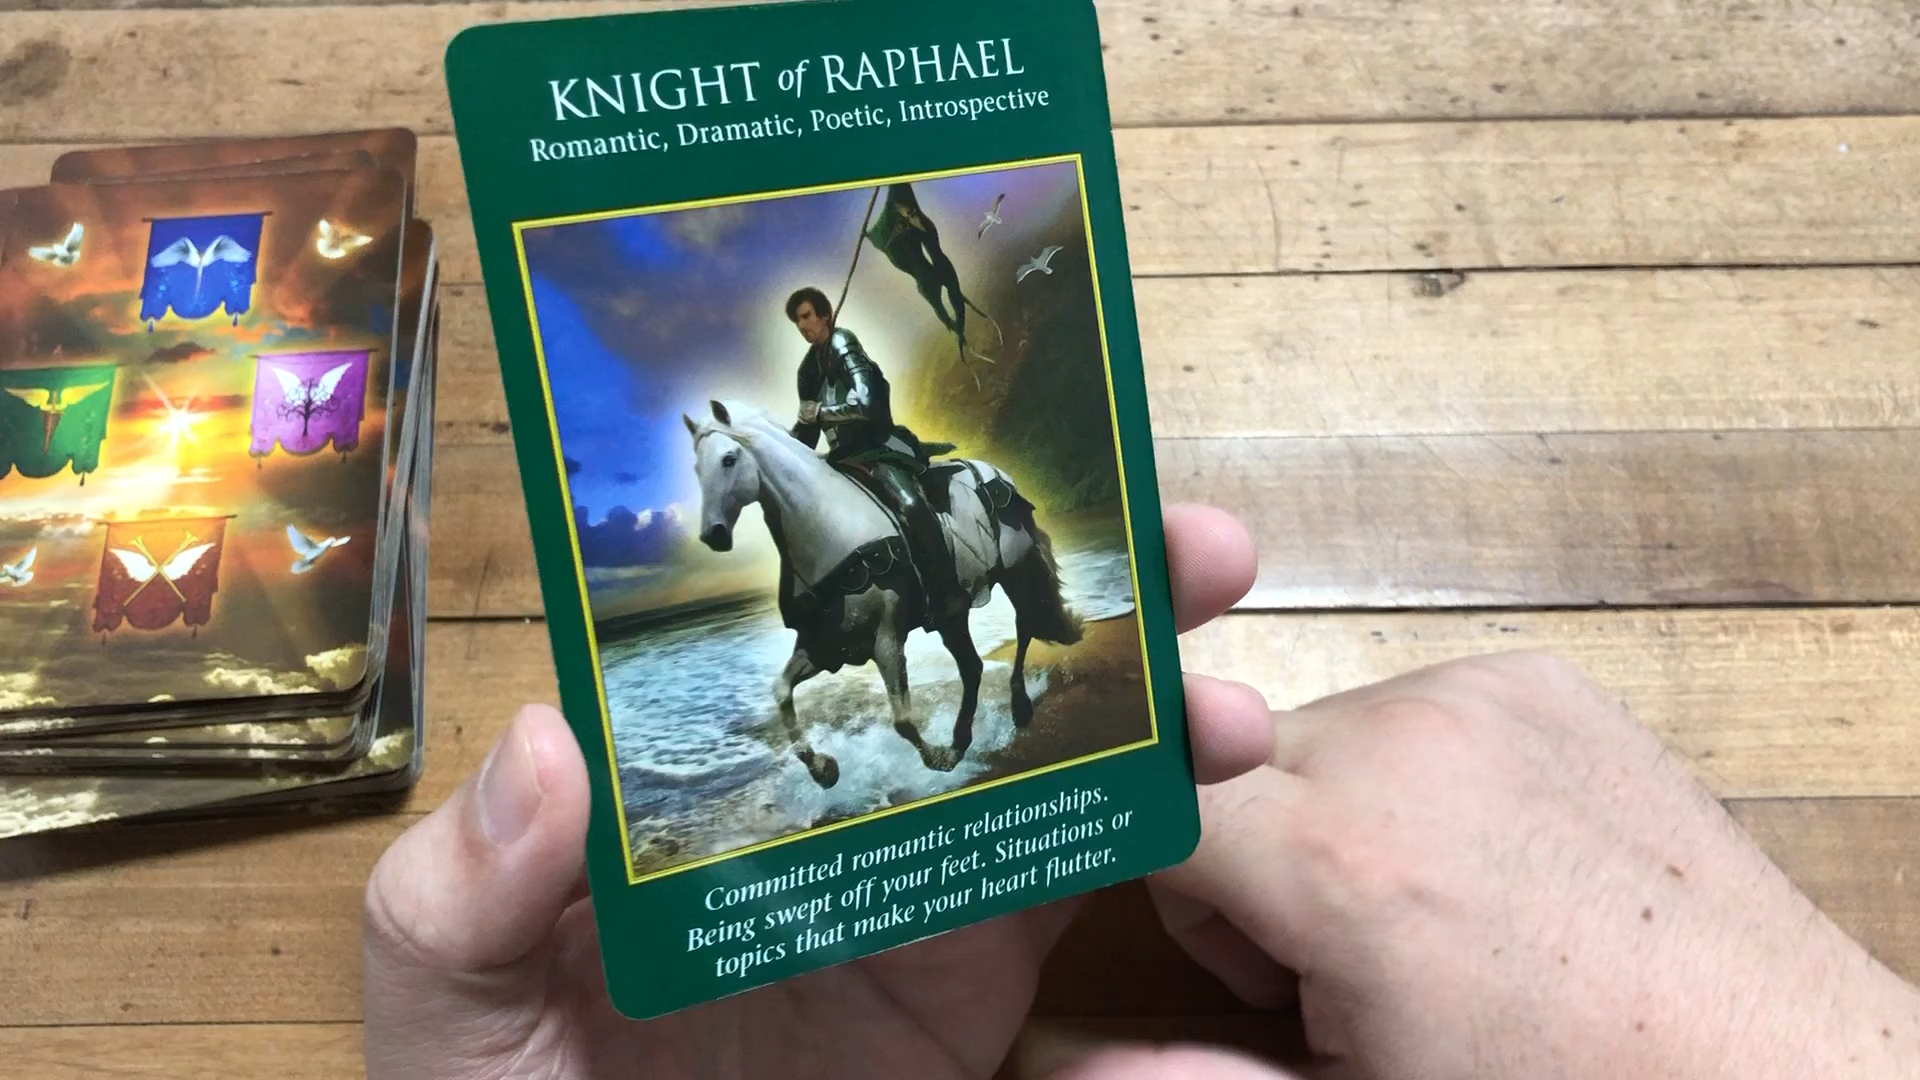 KNIGHT of RAPHAEL
Romantic, Dramatic, Poetic, Introspective
Committed romantic relationships.
Being swept off your feet. Situations or
topics that make your heart flutter.